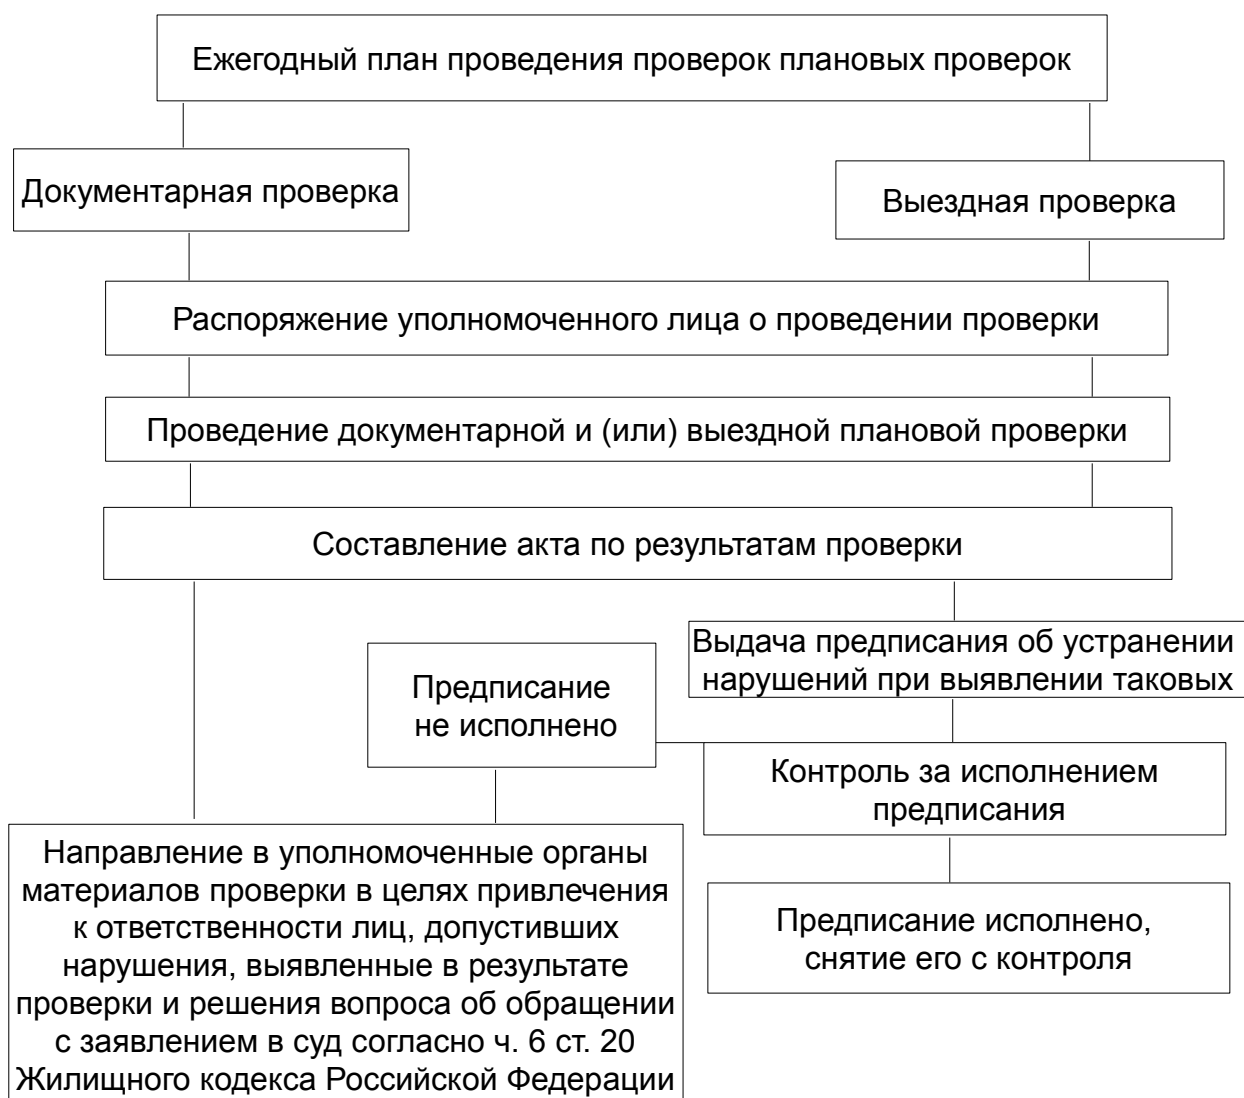 Ежегодный план проведения проверок плановых проверок
Документарная проверка
Выездная проверка
Распоряжение уполномоченного лица о проведении проверки
Проведение документарной и (или) выездной плановой проверки
Составление акта по результатам проверки
Выдача предписания об устранении
нарушений при выявлении таковых
Предписание
не исполнено
Контроль за исполнением
предписания
Направление в уполномоченные органы
материалов проверки в целях привлечения
к ответственности лиц, допустивших
нарушения, выявленные в результате
проверки и решения вопроса об обращении
с заявлением в суд согласно ч. 6 ст. 20
Жилищного кодекса Российской Федерации
Предписание исполнено,
снятие его с контроля